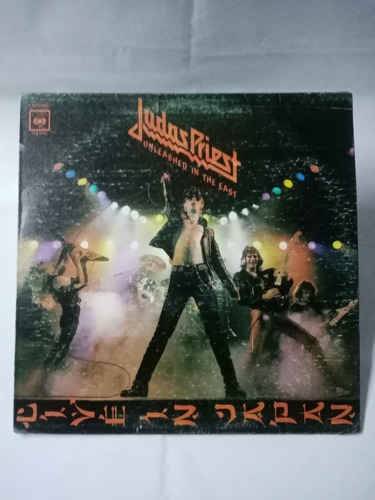 Judas Priest
UNLEASHED IN THE EAST
LIVE IN JAPAN